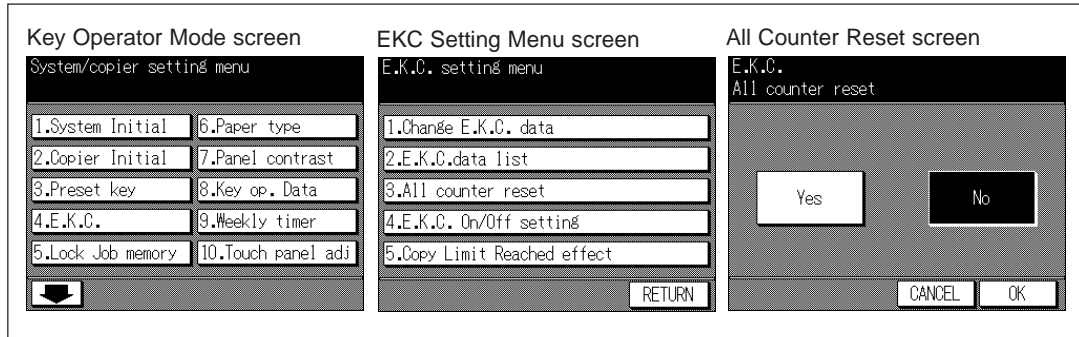 Key Operator Mode screen
System/copier setting menu
1.System Initial
6.Paper type
2.Copier Initial
7.Panel contrast
3.Preset key
8.Key op. Data
4.E.K.C.
9.Weekly timer
5.Lock Job memory
10.Touch panel adj
EKC Setting Menu screen
E.K.C. setting menu
1.Change E.K.C. data
2.E.K.C.data list
3.All counter reset
4.E.K.C. On/Off setting
5.Copy Limit Reached effect
RETURN
All Counter Reset screen
E.K.C.
All counter reset
Yes
No
CANCEL
OK